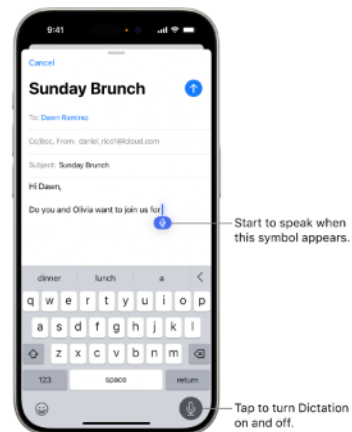 9:41
Cancel
Sunday Brunch
To: Dawn Ramirez
Cc/Bcc, From: daniel_rico1@icloud.com
Subject: Sunday Brunch
Hi Dawn,
Do you and Olivia want to join us for
Start to speak when
this symbol appears.
dinner lunch a
q w e r t y u i o p
a s d f g h j k l
z x c v b n m
123 space return
Tap to turn Dictation
on and off.